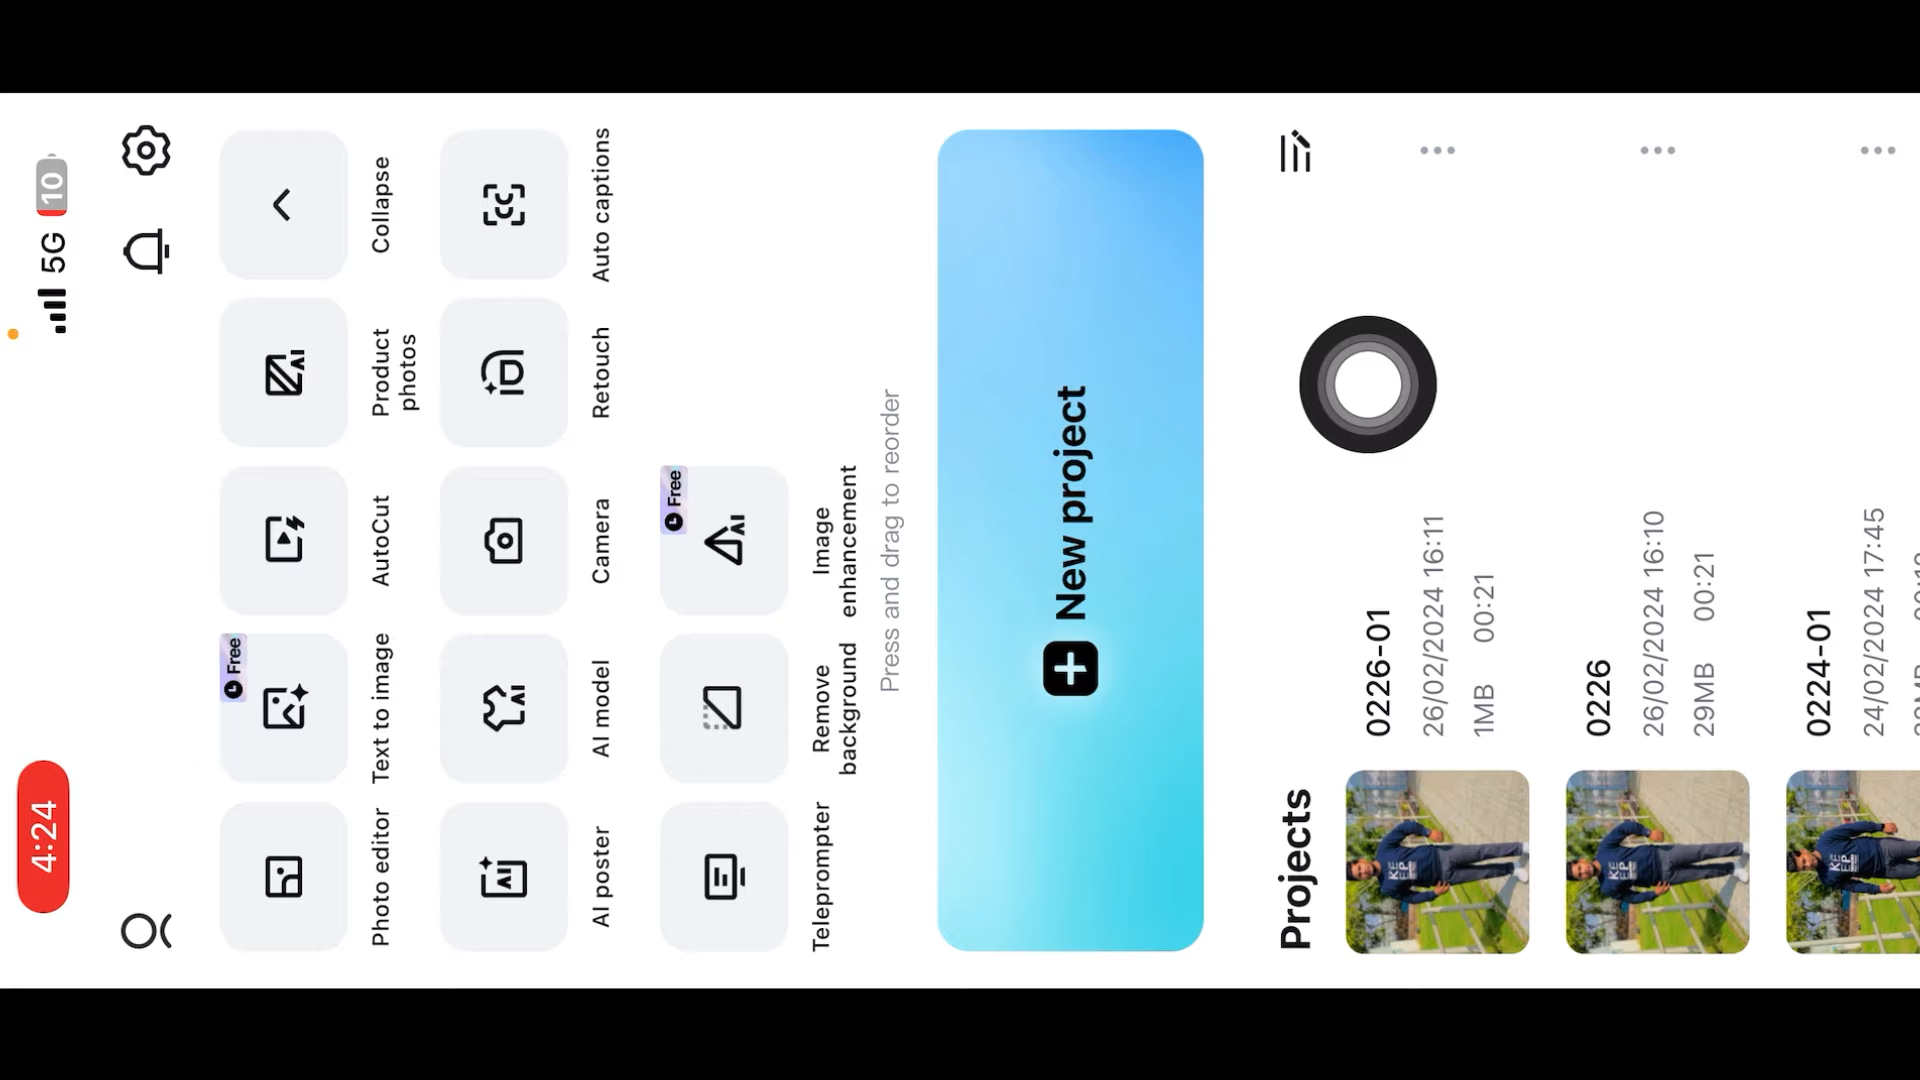 4:24
5G 10
Free
Photo editor
Text to image
AutoCut
Product
photos
Collapse
AI poster
AI model
Camera
Retouch
Auto captions
Free
Teleprompter
Remove
background
Image
enhancement
Press and drag to reorder
New project
Projects
0226-01
26/02/2024 16:11
1MB 00:21
0226
26/02/2024 16:10
29MB 00:21
0224-01
24/02/2024 17:45